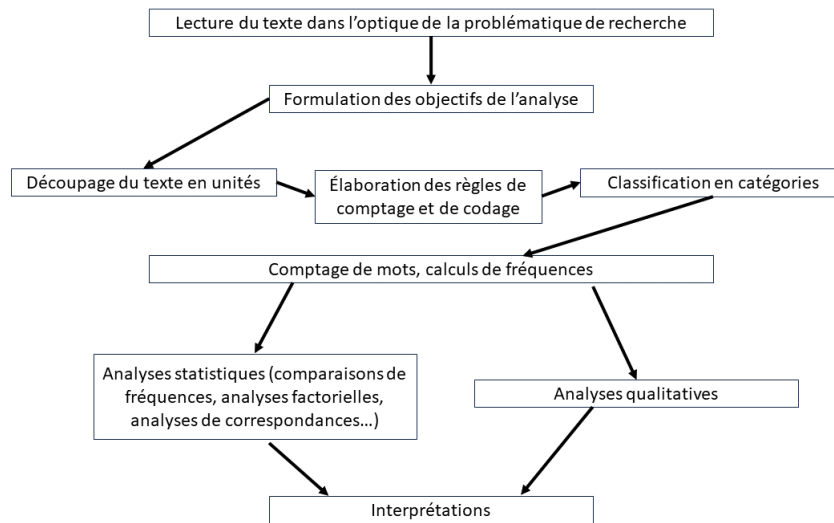 Lecture du texte dans l’optique de la problématique de recherche
Formulation des objectifs de l’analyse
Découpage du texte en unités
Élaboration des règles de
comptage et de codage
Classification en catégories
Comptage de mots, calculs de fréquences
Analyses statistiques (comparaisons de
fréquences, analyses factorielles,
analyses de correspondances…)
Analyses qualitatives
Interprétations